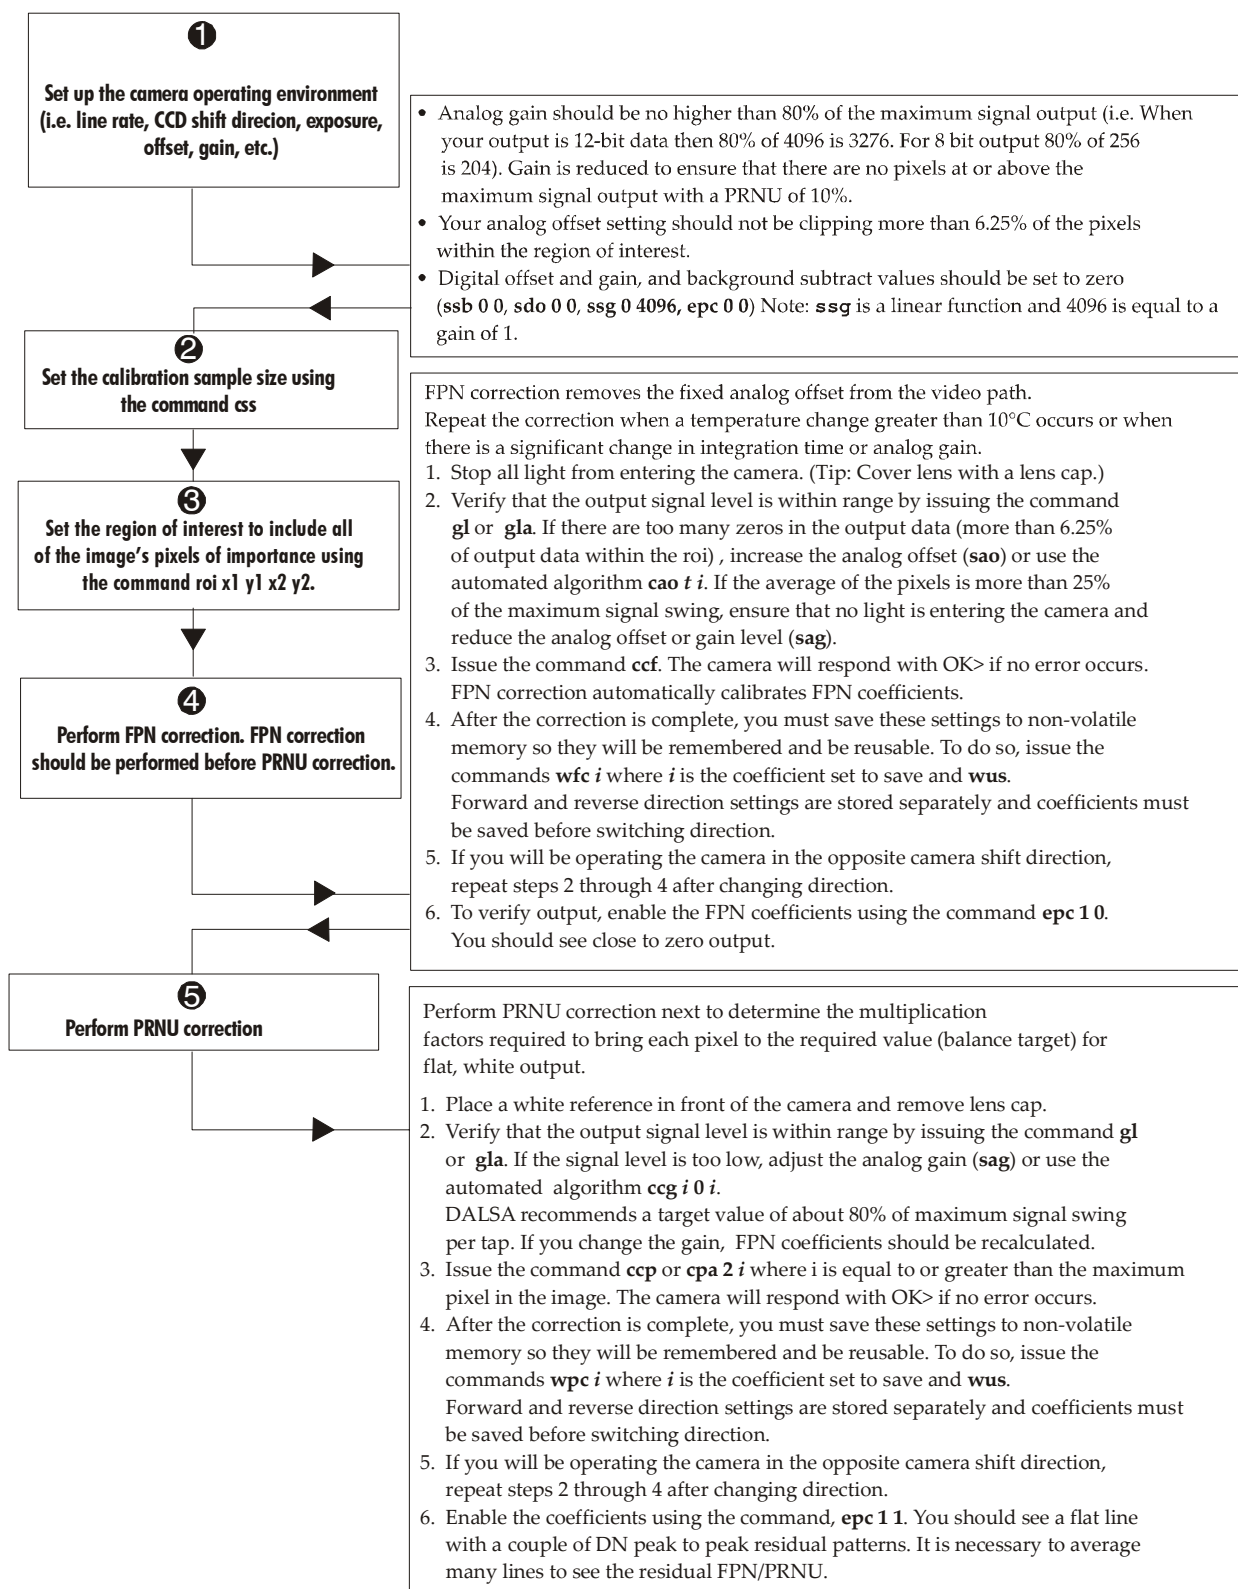 1
Set up the camera operating environment
(i.e. line rate, CCD shift direcion, exposure,
offset, gain, etc.)
• Analog gain should be no higher than 80% of the maximum signal output (i.e. When
your output is 12-bit data then 80% of 4096 is 3276. For 8 bit output 80% of 256
is 204). Gain is reduced to ensure that there are no pixels at or above the
maximum signal output with a PRNU of 10%.
• Your analog offset setting should not be clipping more than 6.25% of the pixels
within the region of interest.
• Digital offset and gain, and background subtract values should be set to zero
(ssb 0 0, sdo 0 0, ssg 0 4096, epc 0 0) Note: ssg is a linear function and 4096 is equal to a
gain of 1.
2
Set the calibration sample size using
the command css
3
Set the region of interest to include all
of the image's pixels of importance using
the command roi x1 y1 x2 y2.
4
Perform FPN correction. FPN correction
should be performed before PRNU correction.
FPN correction removes the fixed analog offset from the video path.
Repeat the correction when a temperature change greater than 10°C occurs or when
there is a significant change in integration time or analog gain.
1. Stop all light from entering the camera. (Tip: Cover lens with a lens cap.)
2. Verify that the output signal level is within range by issuing the command
gl or gla. If there are too many zeros in the output data (more than 6.25%
of output data within the roi) , increase the analog offset (sao) or use the
automated algorithm cao t i. If the average of the pixels is more than 25%
of the maximum signal swing, ensure that no light is entering the camera and
reduce the analog offset or gain level (sag).
3. Issue the command ccf. The camera will respond with OK> if no error occurs.
FPN correction automatically calibrates FPN coefficients.
4. After the correction is complete, you must save these settings to non-volatile
memory so they will be remembered and be reusable. To do so, issue the
commands wfc i where i is the coefficient set to save and wus.
Forward and reverse direction settings are stored separately and coefficients must
be saved before switching direction.
5. If you will be operating the camera in the opposite camera shift direction,
repeat steps 2 through 4 after changing direction.
6. To verify output, enable the FPN coefficients using the command epc 1 0.
You should see close to zero output.
5
Perform PRNU correction
Perform PRNU correction next to determine the multiplication
factors required to bring each pixel to the required value (balance target) for
flat, white output.
1. Place a white reference in front of the camera and remove lens cap.
2. Verify that the output signal level is within range by issuing the command gl
or gla. If the signal level is too low, adjust the analog gain (sag) or use the
automated algorithm ccg i 0 i.
DALSA recommends a target value of about 80% of maximum signal swing
per tap. If you change the gain, FPN coefficients should be recalculated.
3. Issue the command ccp or cpa 2 i where i is equal to or greater than the maximum
pixel in the image. The camera will respond with OK> if no error occurs.
4. After the correction is complete, you must save these settings to non-volatile
memory so they will be remembered and be reusable. To do so, issue the
commands wpc i where i is the coefficient set to save and wus.
Forward and reverse direction settings are stored separately and coefficients must
be saved before switching direction.
5. If you will be operating the camera in the opposite camera shift direction,
repeat steps 2 through 4 after changing direction.
6. Enable the coefficients using the command, epc 1 1. You should see a flat line
with a couple of DN peak to peak residual patterns. It is necessary to average
many lines to see the residual FPN/PRNU.